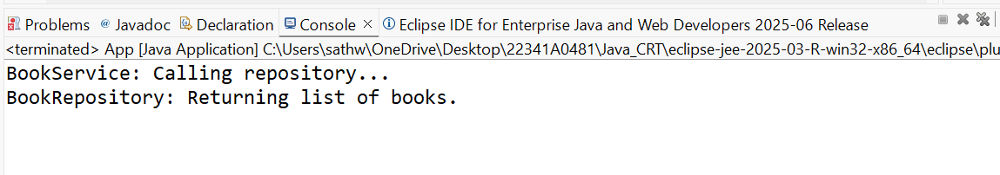 Problems @ Javadoc Declaration Console × Eclipse IDE for Enterprise Java and Web Developers 2025-06 Release
<terminated> App [Java Application] C:\Users\sathw\OneDrive\Desktop\22341A0481\Java_CRT\eclipse-jee-2025-03-R-win32-x86_64\eclipse\plu
BookService: Calling repository...
BookRepository: Returning list of books.